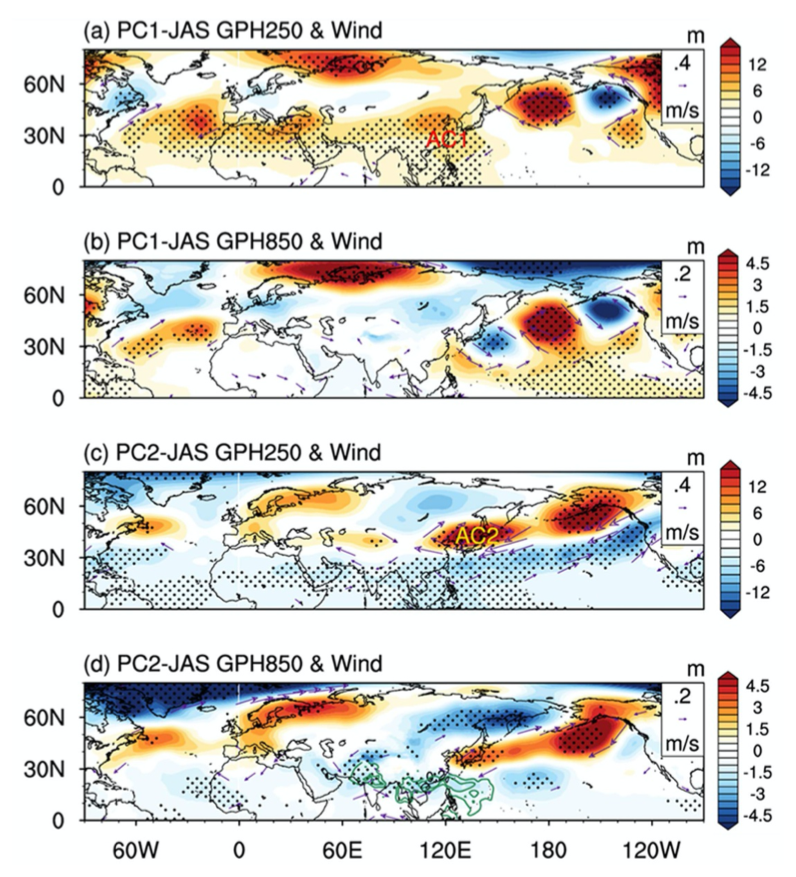 (a) PC1-JAS GPH250 & Wind
m
60N
30N
0
AC1
.4
m/s
12
6
0
-6
-12
(b) PC1-JAS GPH850 & Wind
m
60N
30N
0
.2
m/s
4.5
3
1.5
0
-1.5
-3
-4.5
(c) PC2-JAS GPH250 & Wind
m
60N
30N
0
AC2
.4
m/s
12
6
0
-6
-12
(d) PC2-JAS GPH850 & Wind
m
60N
30N
0
.2
m/s
4.5
3
1.5
0
-1.5
-3
-4.5
60W 0 60E 120E 180 120W